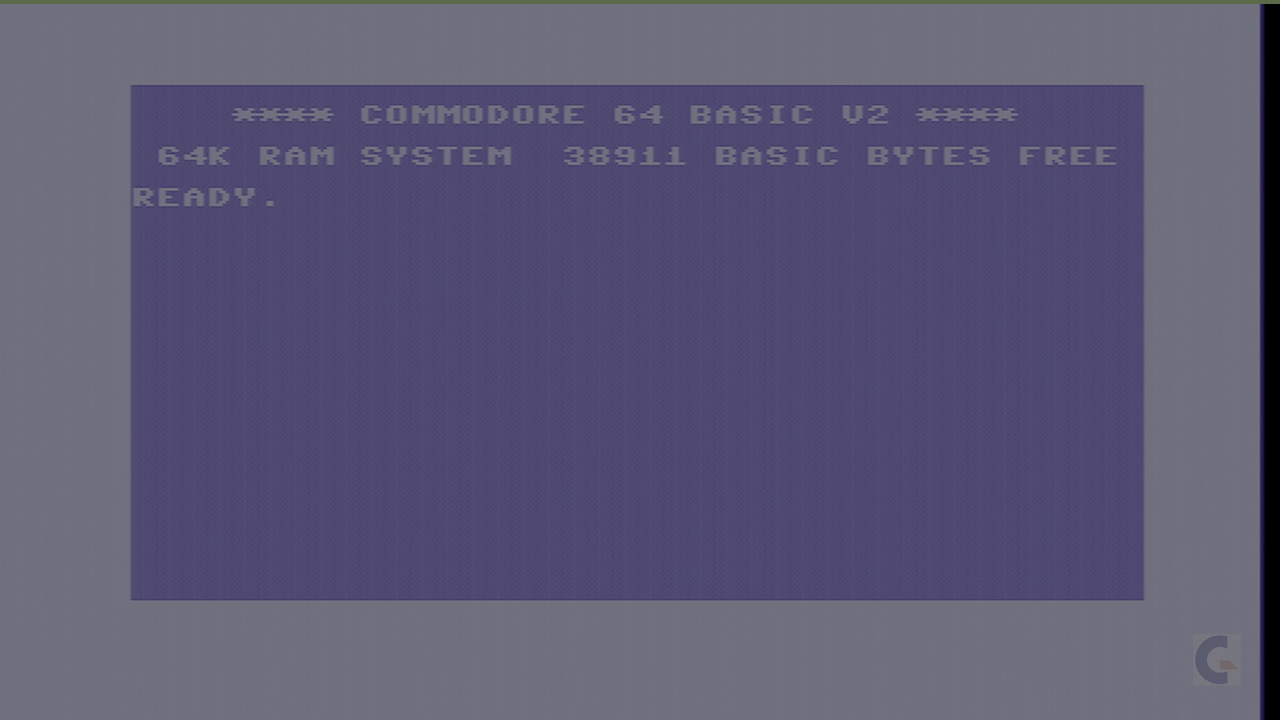 **** COMMODORE 64 BASIC V2 ****
64K RAM SYSTEM  38911 BASIC BYTES FREE
READY.